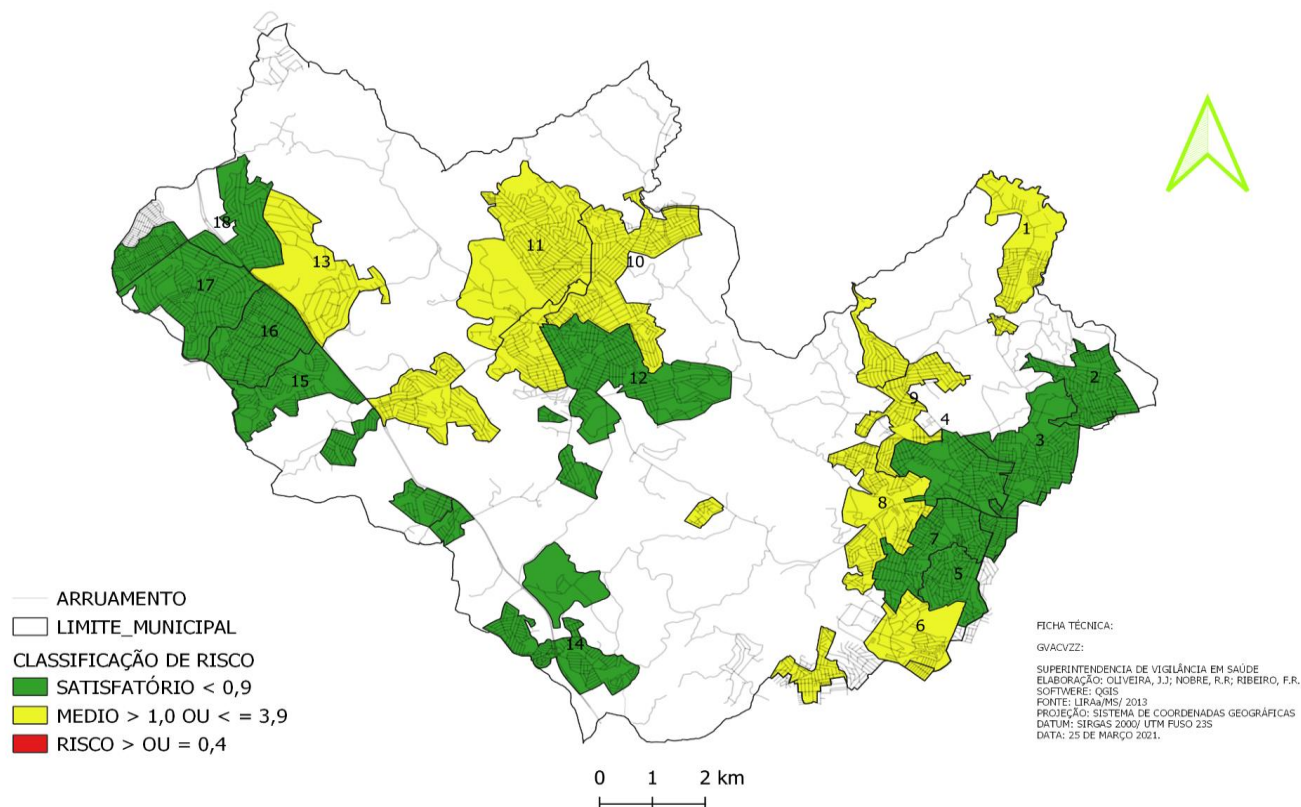 1
18
11
10
13
17
16
2
15
12
9
4
3
8
7
5
6
14
ARRUAMENTO
LIMITE_MUNICIPAL
CLASSIFICAÇÃO DE RISCO
SATISFATÓRIO < 0,9
MEDIO > 1,0 OU < = 3,9
RISCO > OU = 0,4
0 1 2 km
FICHA TÉCNICA:
GVACVZZ:
SUPERINTENDENCIA DE VIGILÂNCIA EM SAÚDE
ELABORAÇÃO: OLIVEIRA, J.J; NOBRE, R.R; RIBEIRO, F.R.
SOFTWERE: QGIS
FONTE: LIRAa/MS/ 2013
PROJEÇÃO: SISTEMA DE COORDENADAS GEOGRÁFICAS
DATUM: SIRGAS 2000/ UTM FUSO 23S
DATA: 25 DE MARÇO 2021.